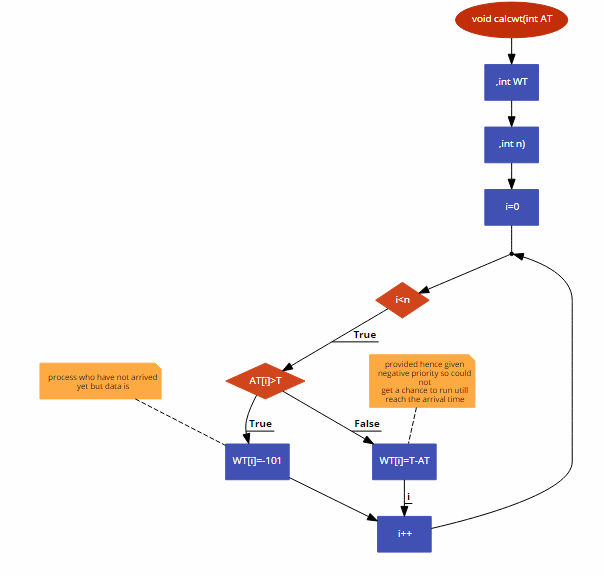 void calcwt(int AT
,int WT
,int n)
i=0
i<n
True
provided hence given
negative priority so could
not
get a chance to run utill
reach the arrival time
process who have not arrived
yet but data is
AT[i]>T
True
False
WT[i]=-101
WT[i]=T-AT
i
i++